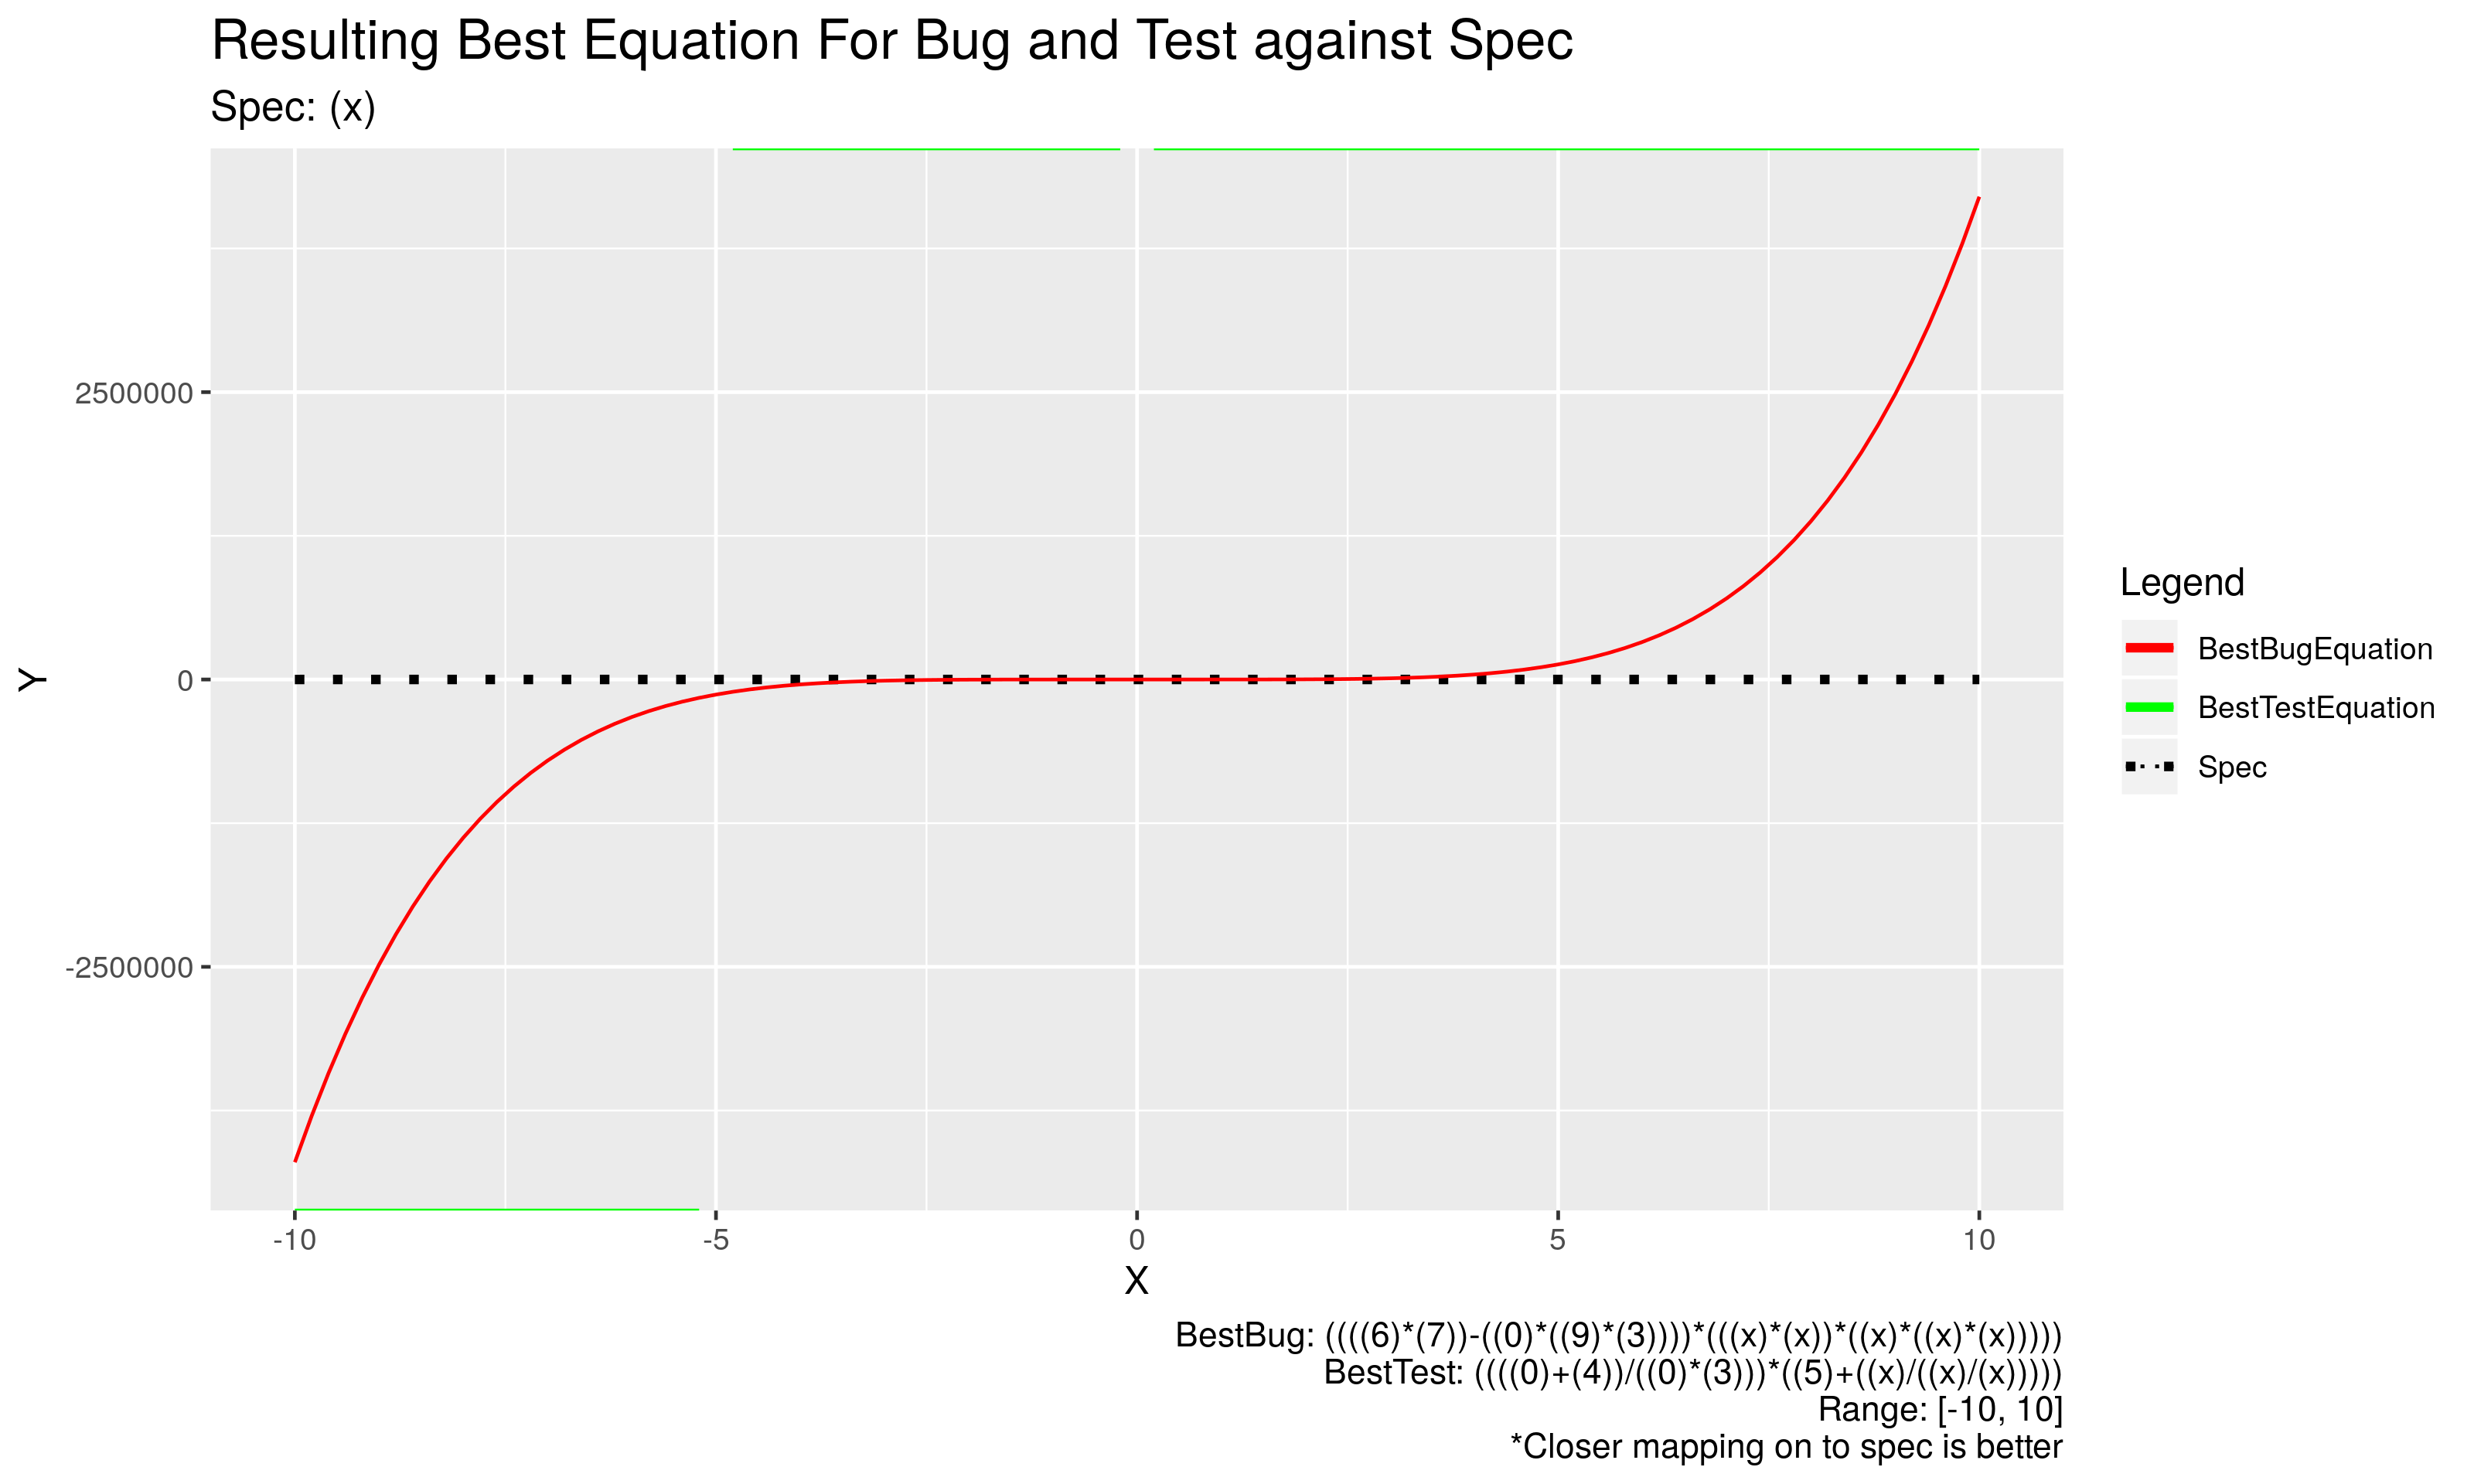 Resulting Best Equation For Bug and Test against Spec
Spec: (x)
Y
2500000
0
-2500000
-10
-5
0
5
10
X
Legend
BestBugEquation
BestTestEquation
Spec
BestBug: ((((6)*(7))-((0)*((9)*(3))))*(((x)*(x))*((x)*((x)*(x)))))
BestTest: ((((0)+(4))/((0)*(3)))*((5)+((x)/((x)/(x)))))
Range: [-10, 10]
*Closer mapping on to spec is better